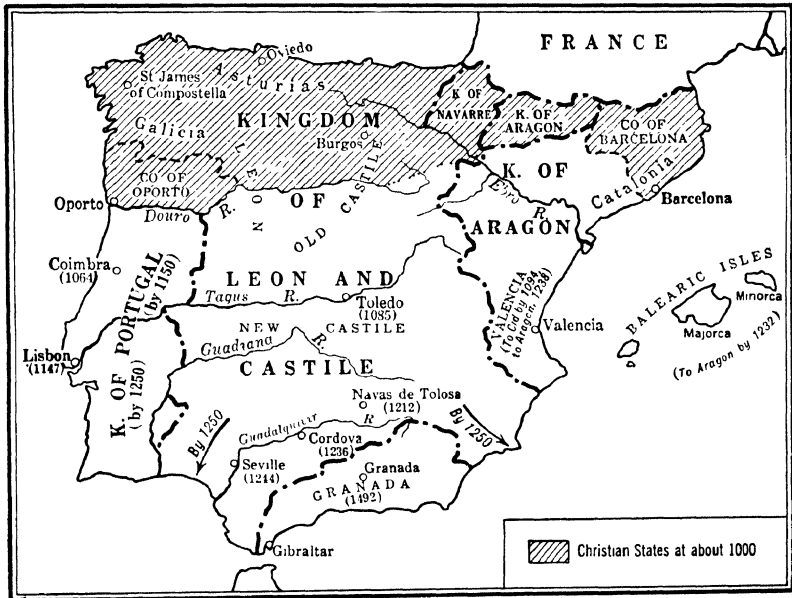 FRANCE
Oviedo
Asturias
St James
of Compostella
Galicia
KINGDOM
Burgos
K OF
NAVARRE
K. OF
ARAGON
CO OF
BARCELONA
CO OF
OPORTO
LEON
OF
OLD CASTILE
K. OF
ARAGON
Ebro R.
Catalonia
Barcelona
Oporto
Douro R.
Coimbra
(1064)
LEON AND
Tagus R.
Toledo
(1085)
NEW
CASTILE
VALENCIA
(To Cid by 1094,
to Aragon, 1238)
Valencia
BALEARIC ISLES
Minorca
Majorca
(To Aragon by 1232)
Lisbon
(1147)
K. OF PORTUGAL
(by 1150)
(by 1250)
Guadiana R.
CASTILE
Navas de Tolosa
(1212)
By 1250
By 1250
Guadalquivir R
Cordova
(1236)
Seville
(1244)
Granada
GRANADA
(1492)
Gibraltar
Christian States at about 1000